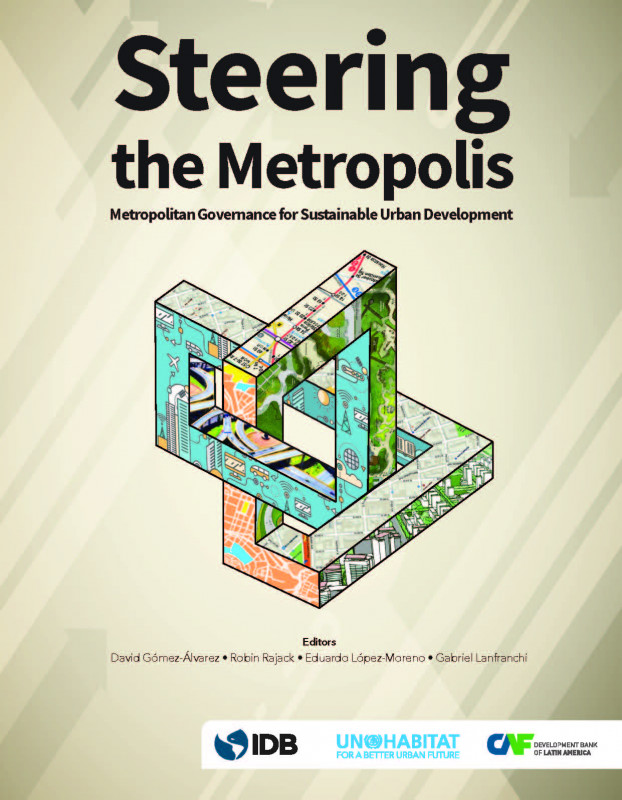 Steering
the Metropolis
Metropolitan Governance for Sustainable Urban Development
Editors
David Gómez-Álvarez • Robin Rajack • Eduardo López-Moreno • Gabriel Lanfranchi
IDB
UN HABITAT
FOR A BETTER URBAN FUTURE
CAF DEVELOPMENT BANK
OF LATIN AMERICA